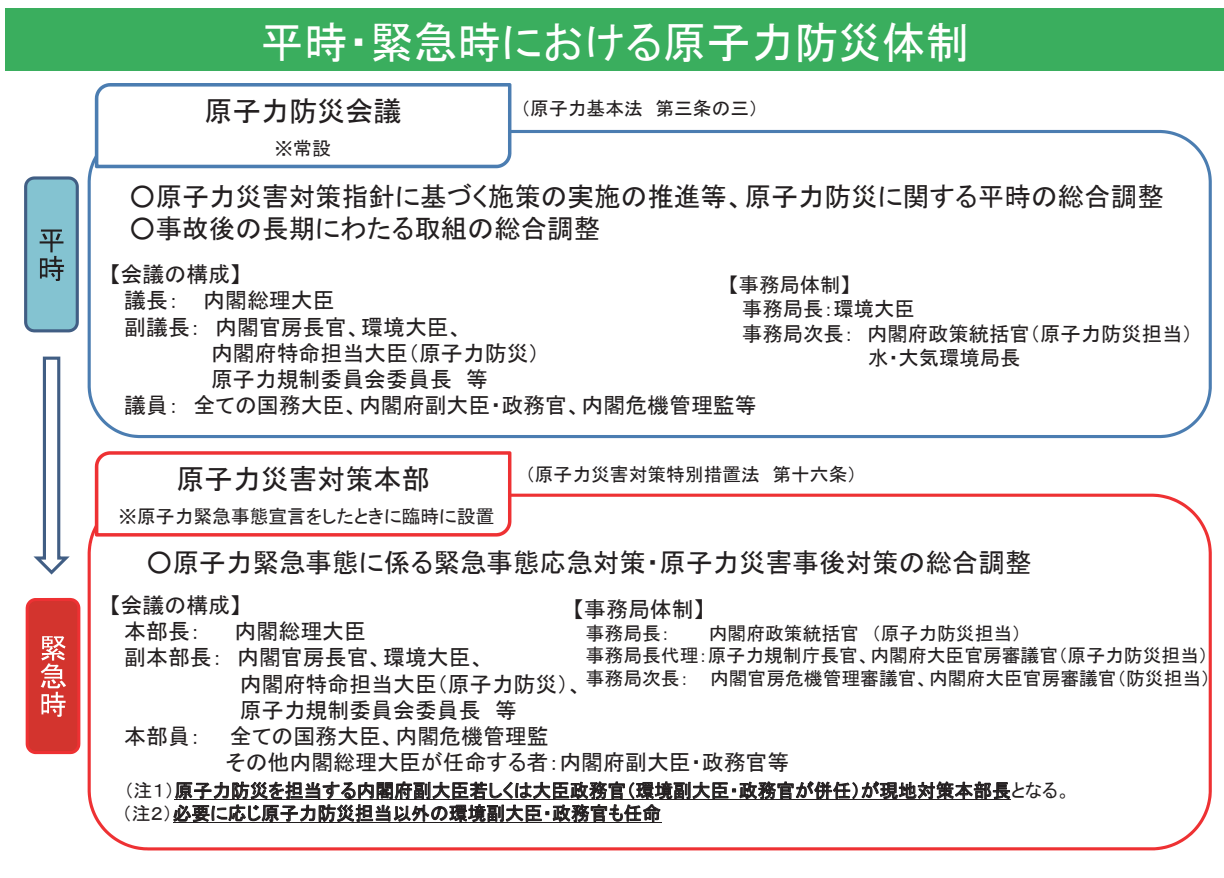 平時・緊急時における原子力防災体制
原子力防災会議
※常設
（原子力基本法　第三条の三）
平時
○原子力災害対策指針に基づく施策の実施の推進等、原子力防災に関する平時の総合調整
○事故後の長期にわたる取組の総合調整
【会議の構成】
議長：　内閣総理大臣
副議長：　内閣官房長官、環境大臣、
内閣府特命担当大臣（原子力防災）
原子力規制委員会委員長　等
議員：　全ての国務大臣、内閣府副大臣・政務官、内閣危機管理監等
【事務局体制】
事務局長：環境大臣
事務局次長：　内閣府政策統括官（原子力防災担当）
水・大気環境局長
原子力災害対策本部
※原子力緊急事態宣言をしたときに臨時に設置
（原子力災害対策特別措置法　第十六条）
緊急時
○原子力緊急事態に係る緊急事態応急対策・原子力災害事後対策の総合調整
【会議の構成】
本部長：　内閣総理大臣
副本部長：　内閣官房長官、環境大臣、
内閣府特命担当大臣（原子力防災）、
原子力規制委員会委員長　等
本部員：　全ての国務大臣、内閣危機管理監
その他内閣総理大臣が任命する者：内閣府副大臣・政務官等
【事務局体制】
事務局長：　内閣府政策統括官　（原子力防災担当）
事務局長代理：原子力規制庁長官、内閣府大臣官房審議官（原子力防災担当）
事務局次長：　内閣官房危機管理審議官、内閣府大臣官房審議官（防災担当）
（注１）原子力防災を担当する内閣府副大臣若しくは大臣政務官（環境副大臣・政務官が併任）が現地対策本部長となる。
（注２）必要に応じ原子力防災担当以外の環境副大臣・政務官も任命